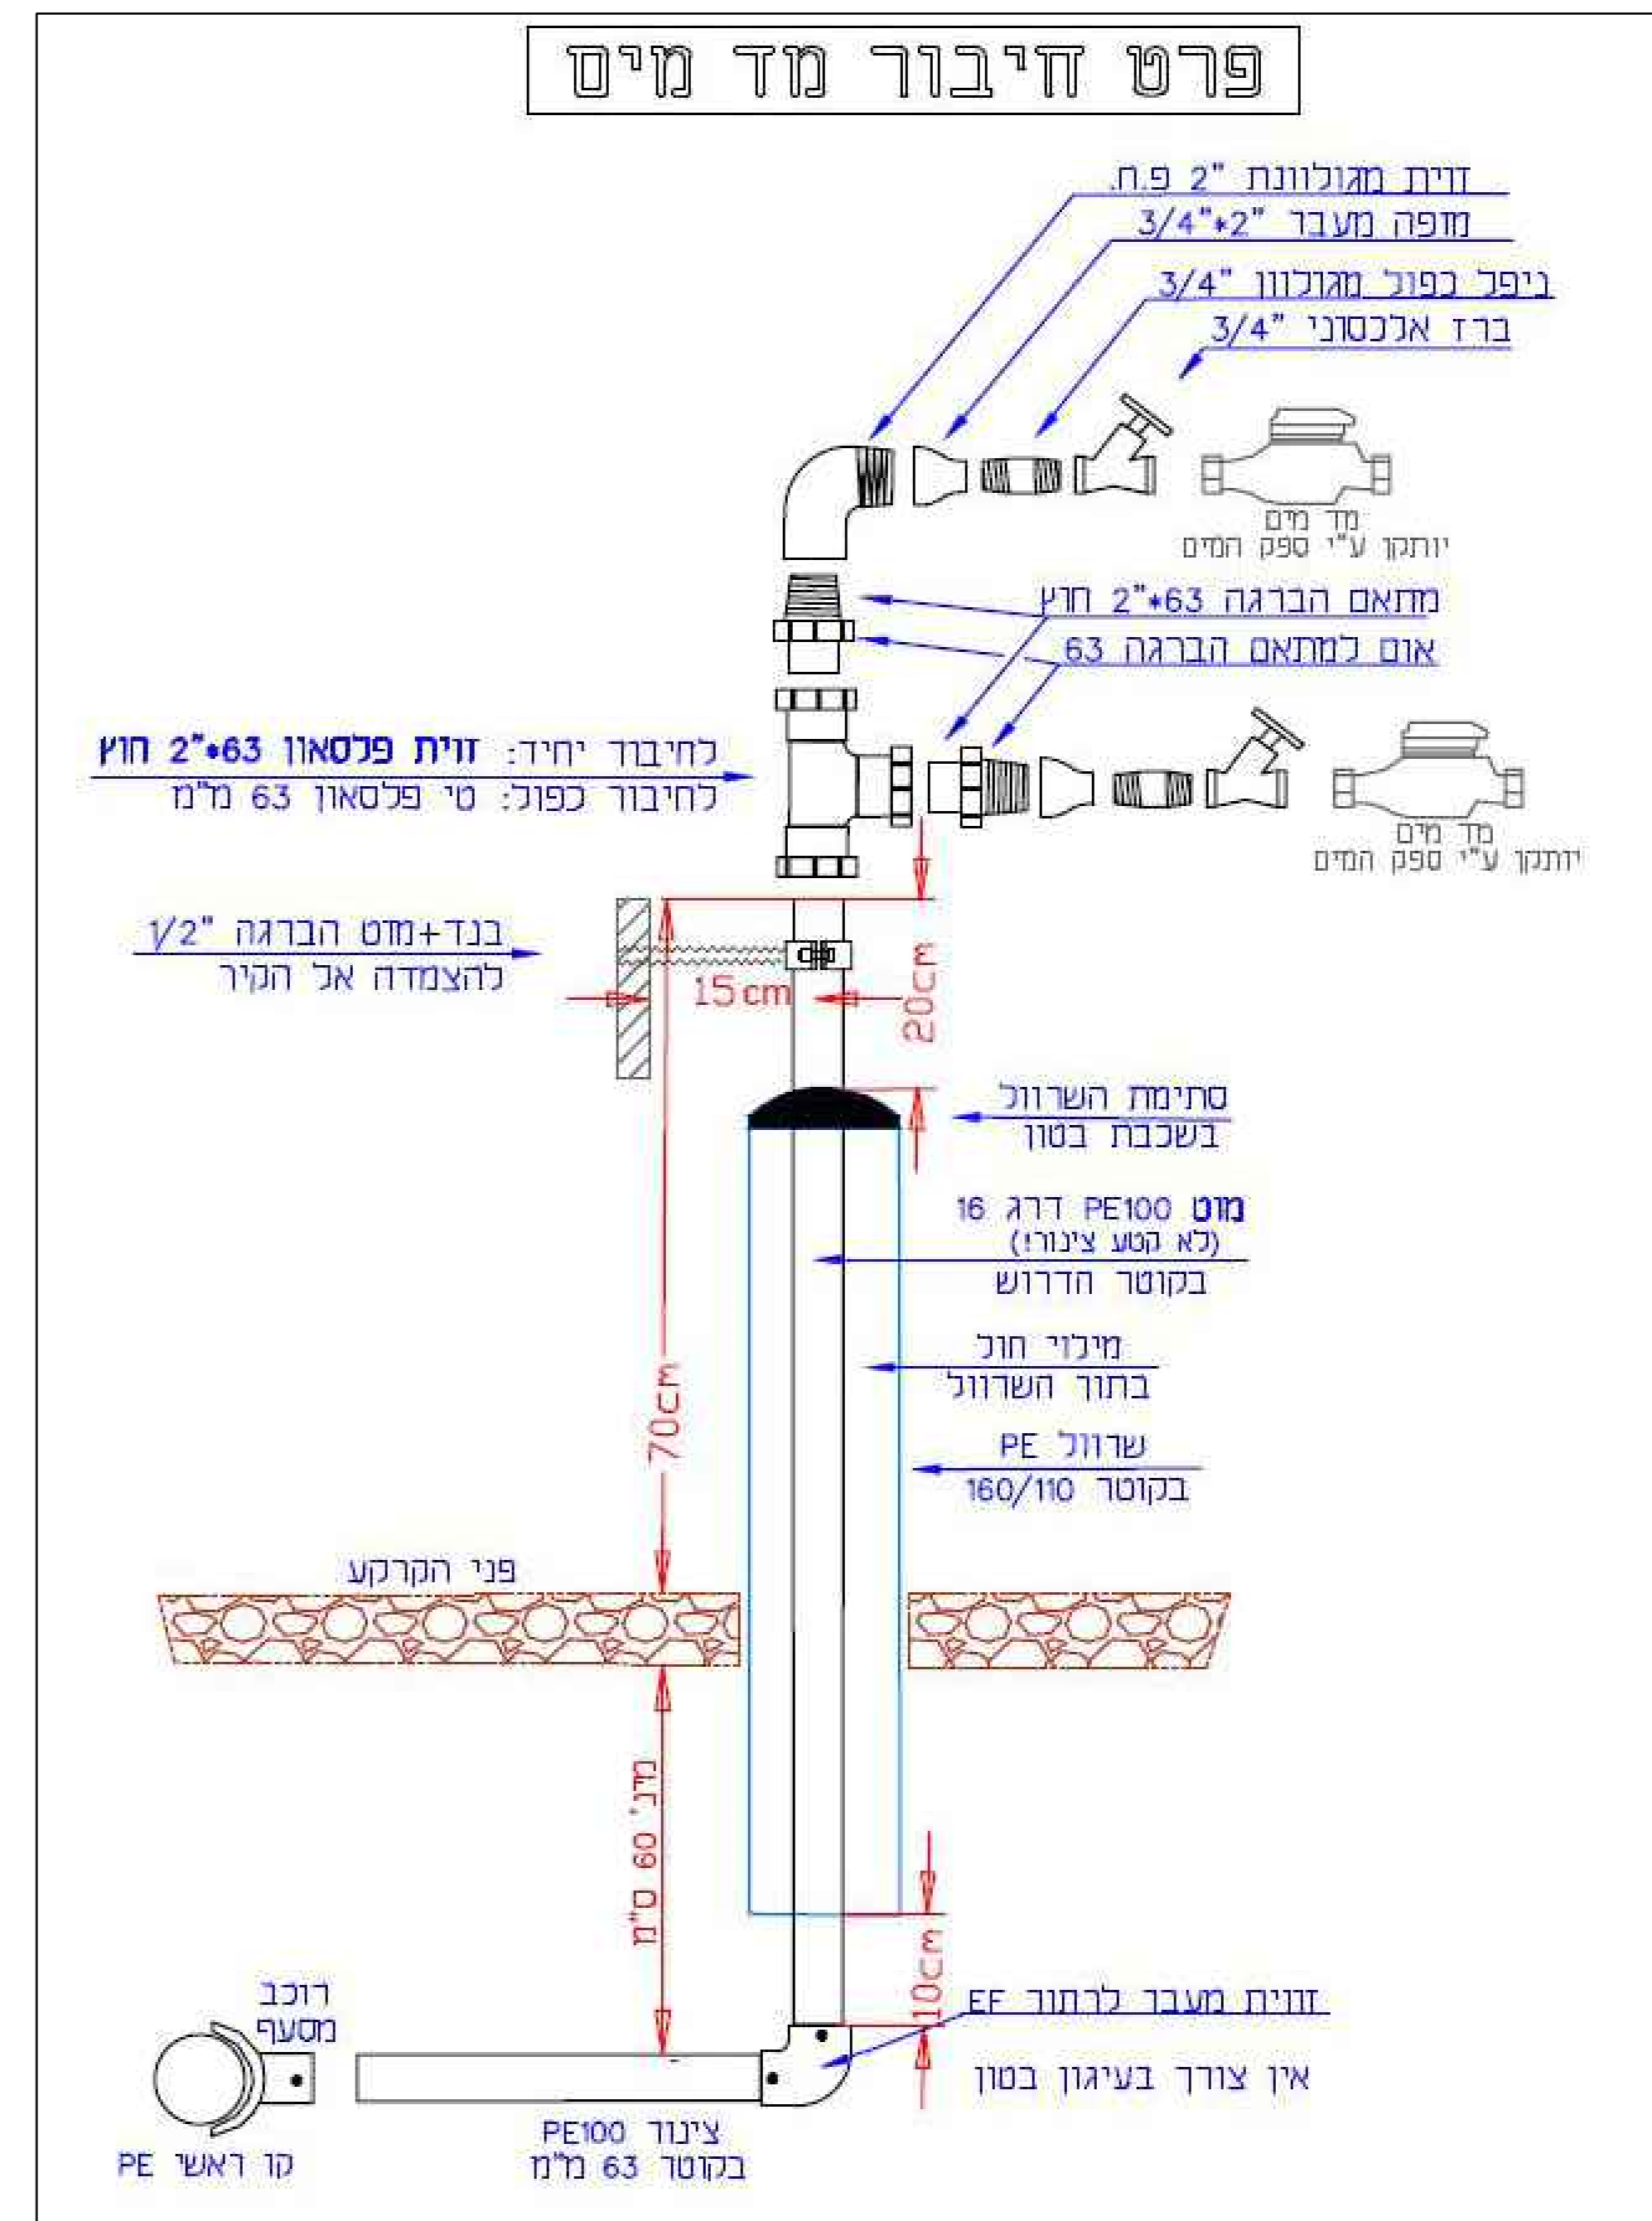 פרט חיבור מד מים
זוית מגולוונת "2 פ.ח.
מופה מעבר "2*"3/4
ניפל כפול מגולוון "3/4
ברז אלכסוני "3/4
מד מים
יותקן ע"י ספק המים
מתאם הברגה 63*"2 חוץ
אום למתאם הברגה 63
לחיבור יחיד: זוית פלסאון 63*"2 חוץ
לחיבור כפול: טי פלסאון 63 מ"מ
מד מים
יותקן ע"י ספק המים
בנד+מוט הברגה "1/2
להצמדה אל הקיר
15cm
20cm
סתימת השרוול
בשכבת בטון
מוט PE100 דרג 16
(לא קטע צינור!)
בקוטר הדרוש
מילוי חול
בתוך השרוול
70cm
שרוול PE
בקוטר 160/110
פני הקרקע
מינ' 60 ס"מ
10cm
רוכב
מסעף
זווית מעבר לרתוך EF
אין צורך בעיגון בטון
צינור PE100
בקוטר 63 מ"מ
קו ראשי PE